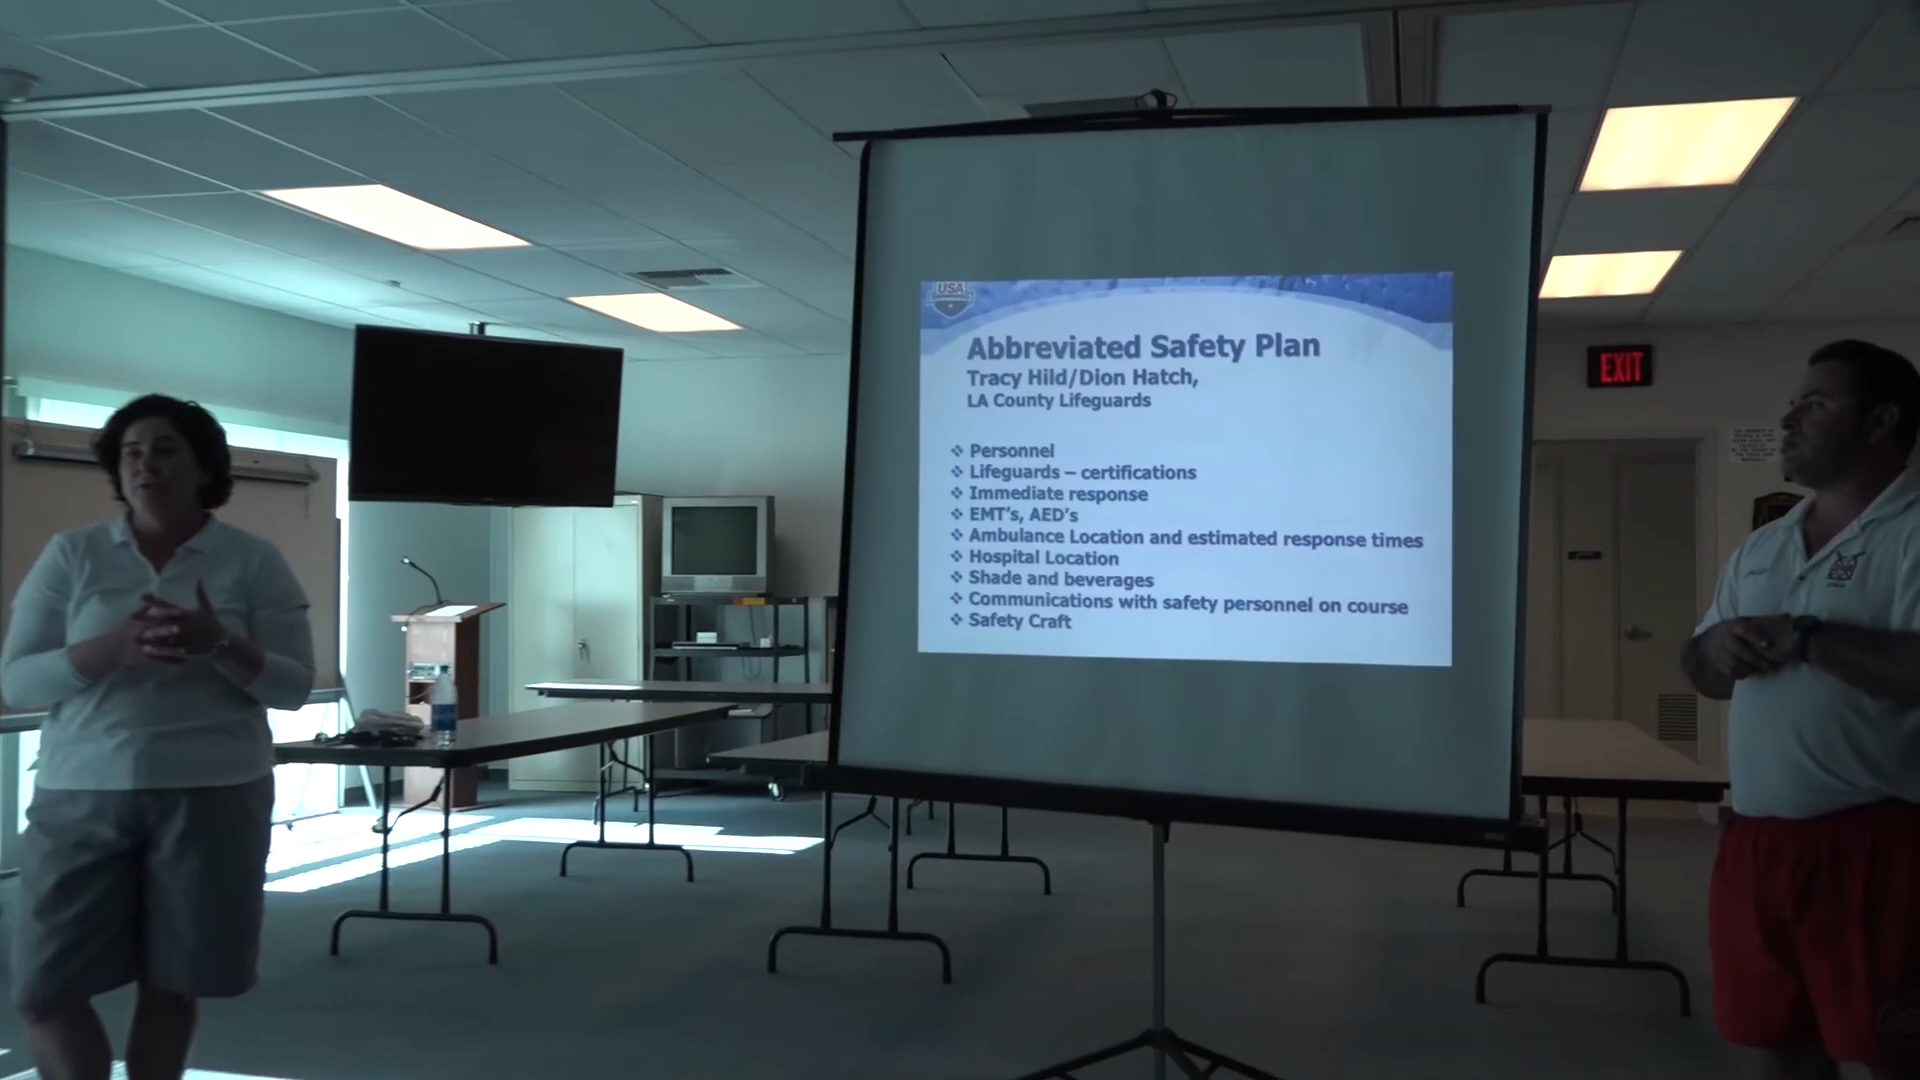 USA
Abbreviated Safety Plan
Tracy Hild/Dion Hatch,
LA County Lifeguards
❖ Personnel
❖ Lifeguards – certifications
❖ Immediate response
❖ EMT's, AED's
❖ Ambulance Location and estimated response times
❖ Hospital Location
❖ Shade and beverages
❖ Communications with safety personnel on course
❖ Safety Craft
EXIT